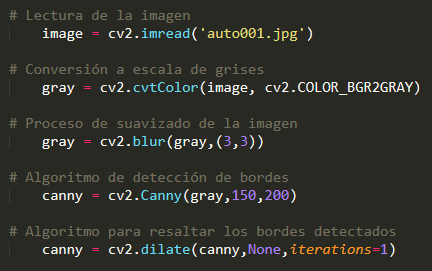 # Lectura de la imagen
image = cv2.imread('auto001.jpg')
# Conversión a escala de grises
gray = cv2.cvtColor(image, cv2.COLOR_BGR2GRAY)
# Proceso de suavizado de la imagen
gray = cv2.blur(gray,(3,3))
# Algoritmo de detección de bordes
canny = cv2.Canny(gray,150,200)
# Algoritmo para resaltar los bordes detectados
canny = cv2.dilate(canny,None,iterations=1)